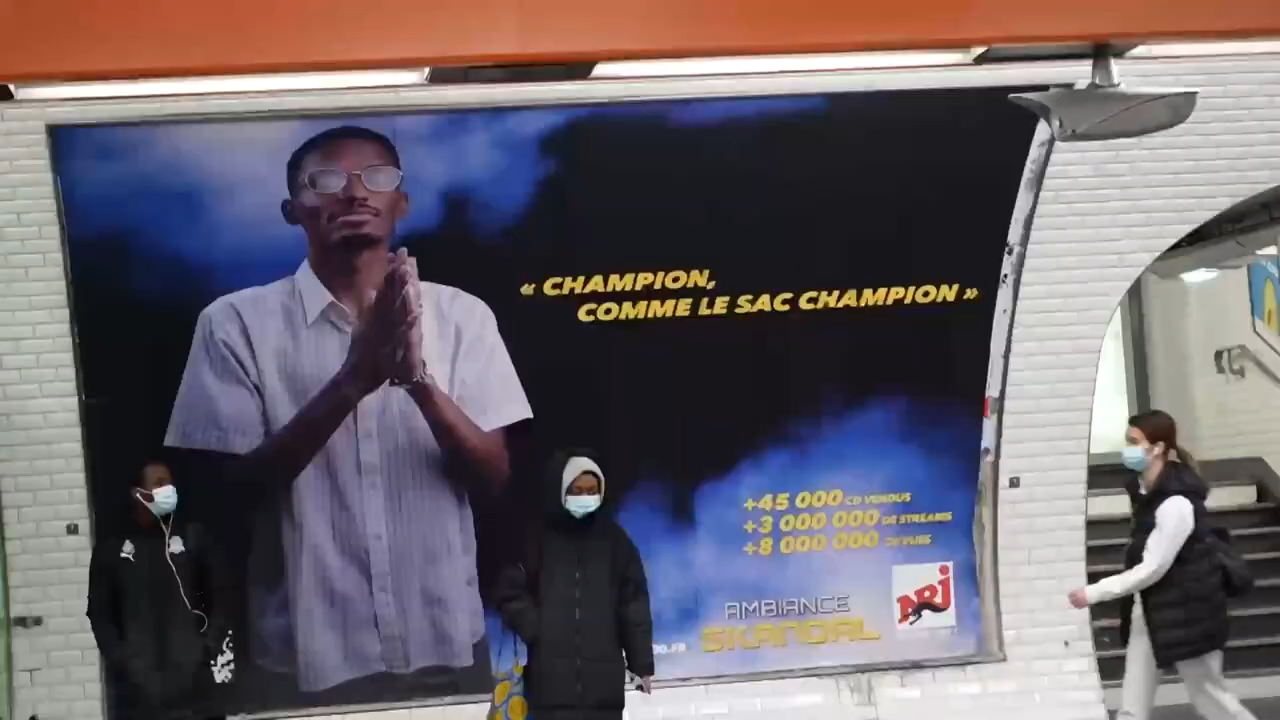 « CHAMPION,
COMME LE SAC CHAMPION »
+45 000 CD VENDUS
+3 000 000 DE STREAMS
+8 000 000 DE VUES
NRJ
AMBIANCE
SKANDAL